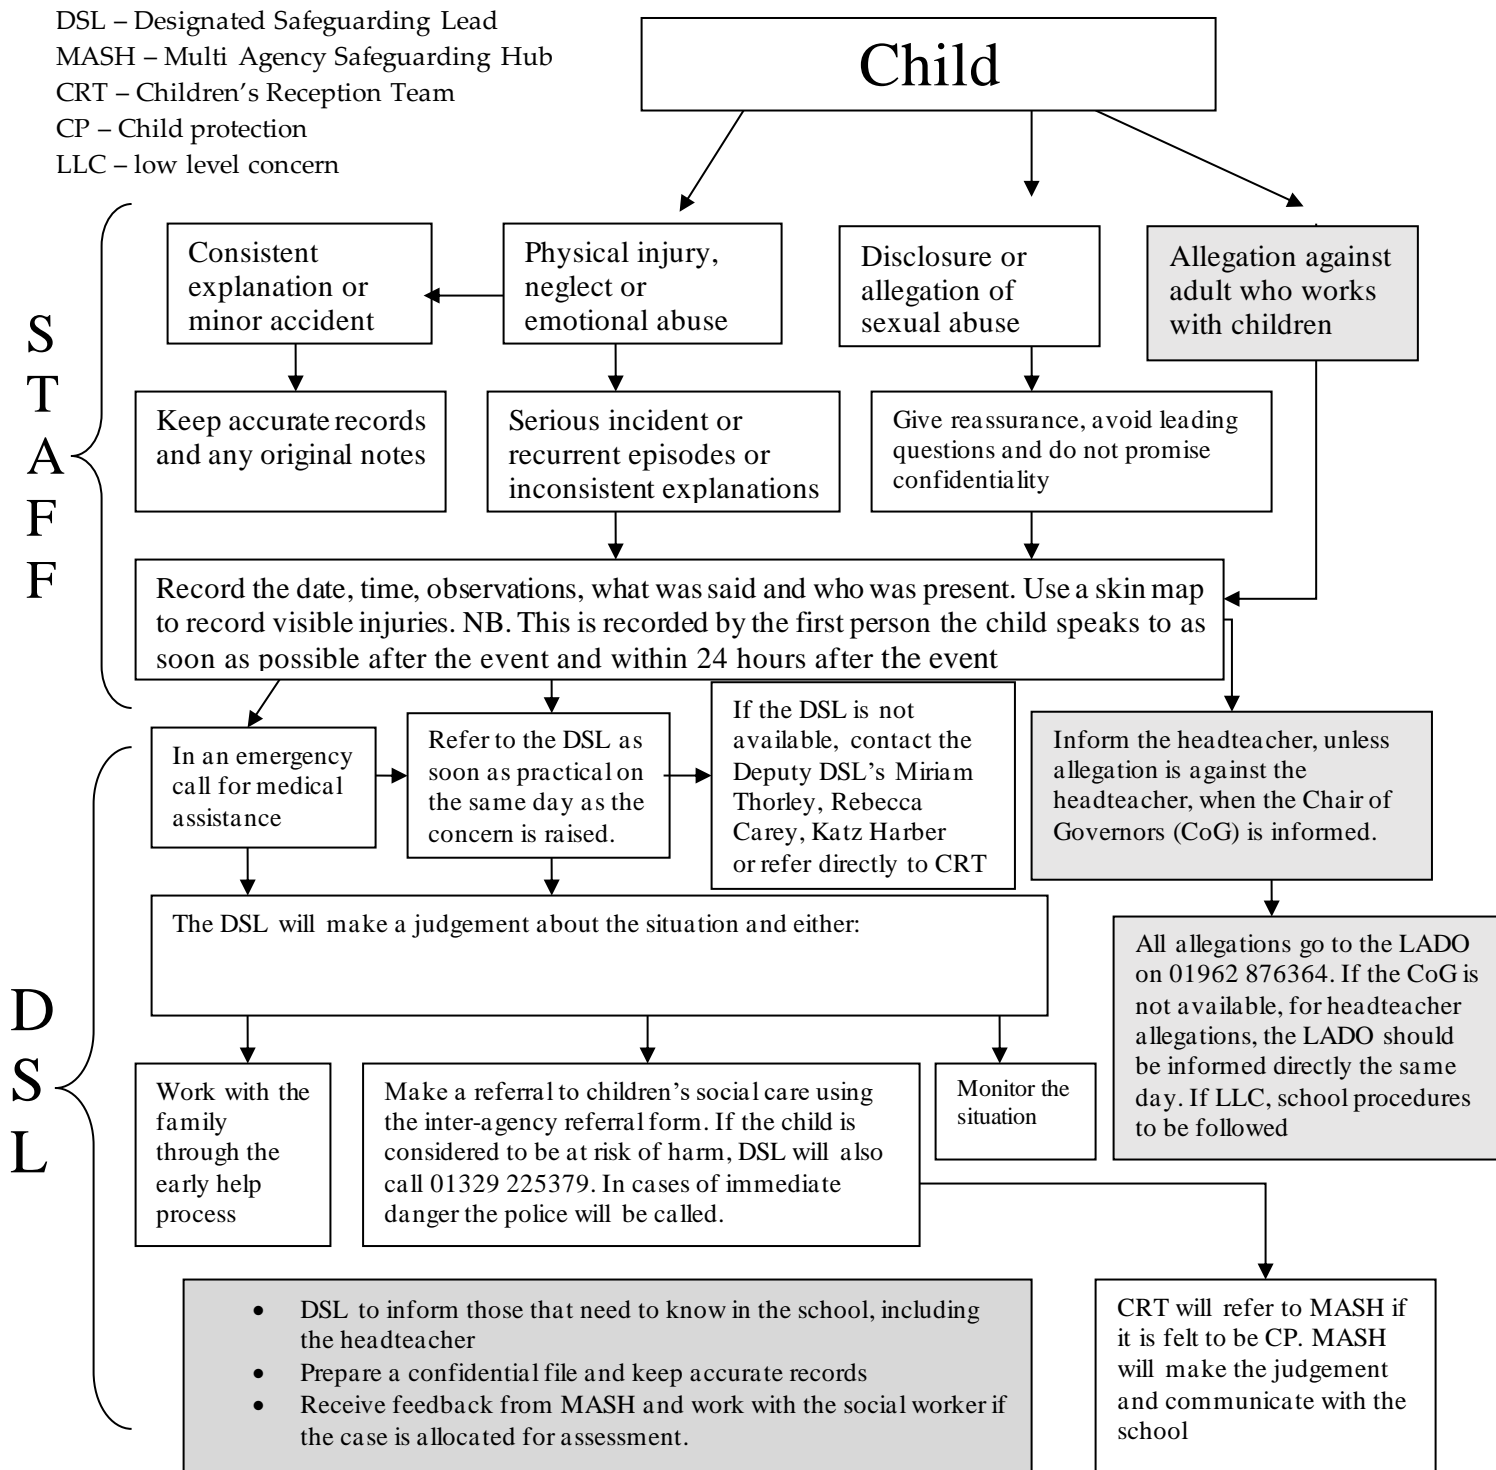 DSL – Designated Safeguarding Lead
MASH – Multi Agency Safeguarding Hub
CRT – Children's Reception Team
CP – Child protection
LLC – low level concern
Child
S
T
A
F
F
Consistent
explanation or
minor accident
Physical injury,
neglect or
emotional abuse
Disclosure or
allegation of
sexual abuse
Allegation against
adult who works
with children
Keep accurate records
and any original notes
Serious incident or
recurrent episodes or
inconsistent explanations
Give reassurance, avoid leading
questions and do not promise
confidentiality
Record the date, time, observations, what was said and who was present. Use a skin map
to record visible injuries. NB. This is recorded by the first person the child speaks to as
soon as possible after the event and within 24 hours after the event
D
S
L
In an emergency
call for medical
assistance
Refer to the DSL as
soon as practical on
the same day as the
concern is raised.
If the DSL is not
available, contact the
Deputy DSL's Miriam
Thorley, Rebecca
Carey, Katz Harber
or refer directly to CRT
Inform the headteacher, unless
allegation is against the
headteacher, when the Chair of
Governors (CoG) is informed.
The DSL will make a judgement about the situation and either:
All allegations go to the LADO
on 01962 876364. If the CoG is
not available, for headteacher
allegations, the LADO should
be informed directly the same
day. If LLC, school procedures
to be followed
Work with the
family
through the
early help
process
Make a referral to children's social care using
the inter-agency referral form. If the child is
considered to be at risk of harm, DSL will also
call 01329 225379. In cases of immediate
danger the police will be called.
Monitor the
situation
• DSL to inform those that need to know in the school, including
the headteacher
• Prepare a confidential file and keep accurate records
• Receive feedback from MASH and work with the social worker if
the case is allocated for assessment.
CRT will refer to MASH if
it is felt to be CP. MASH
will make the judgement
and communicate with the
school